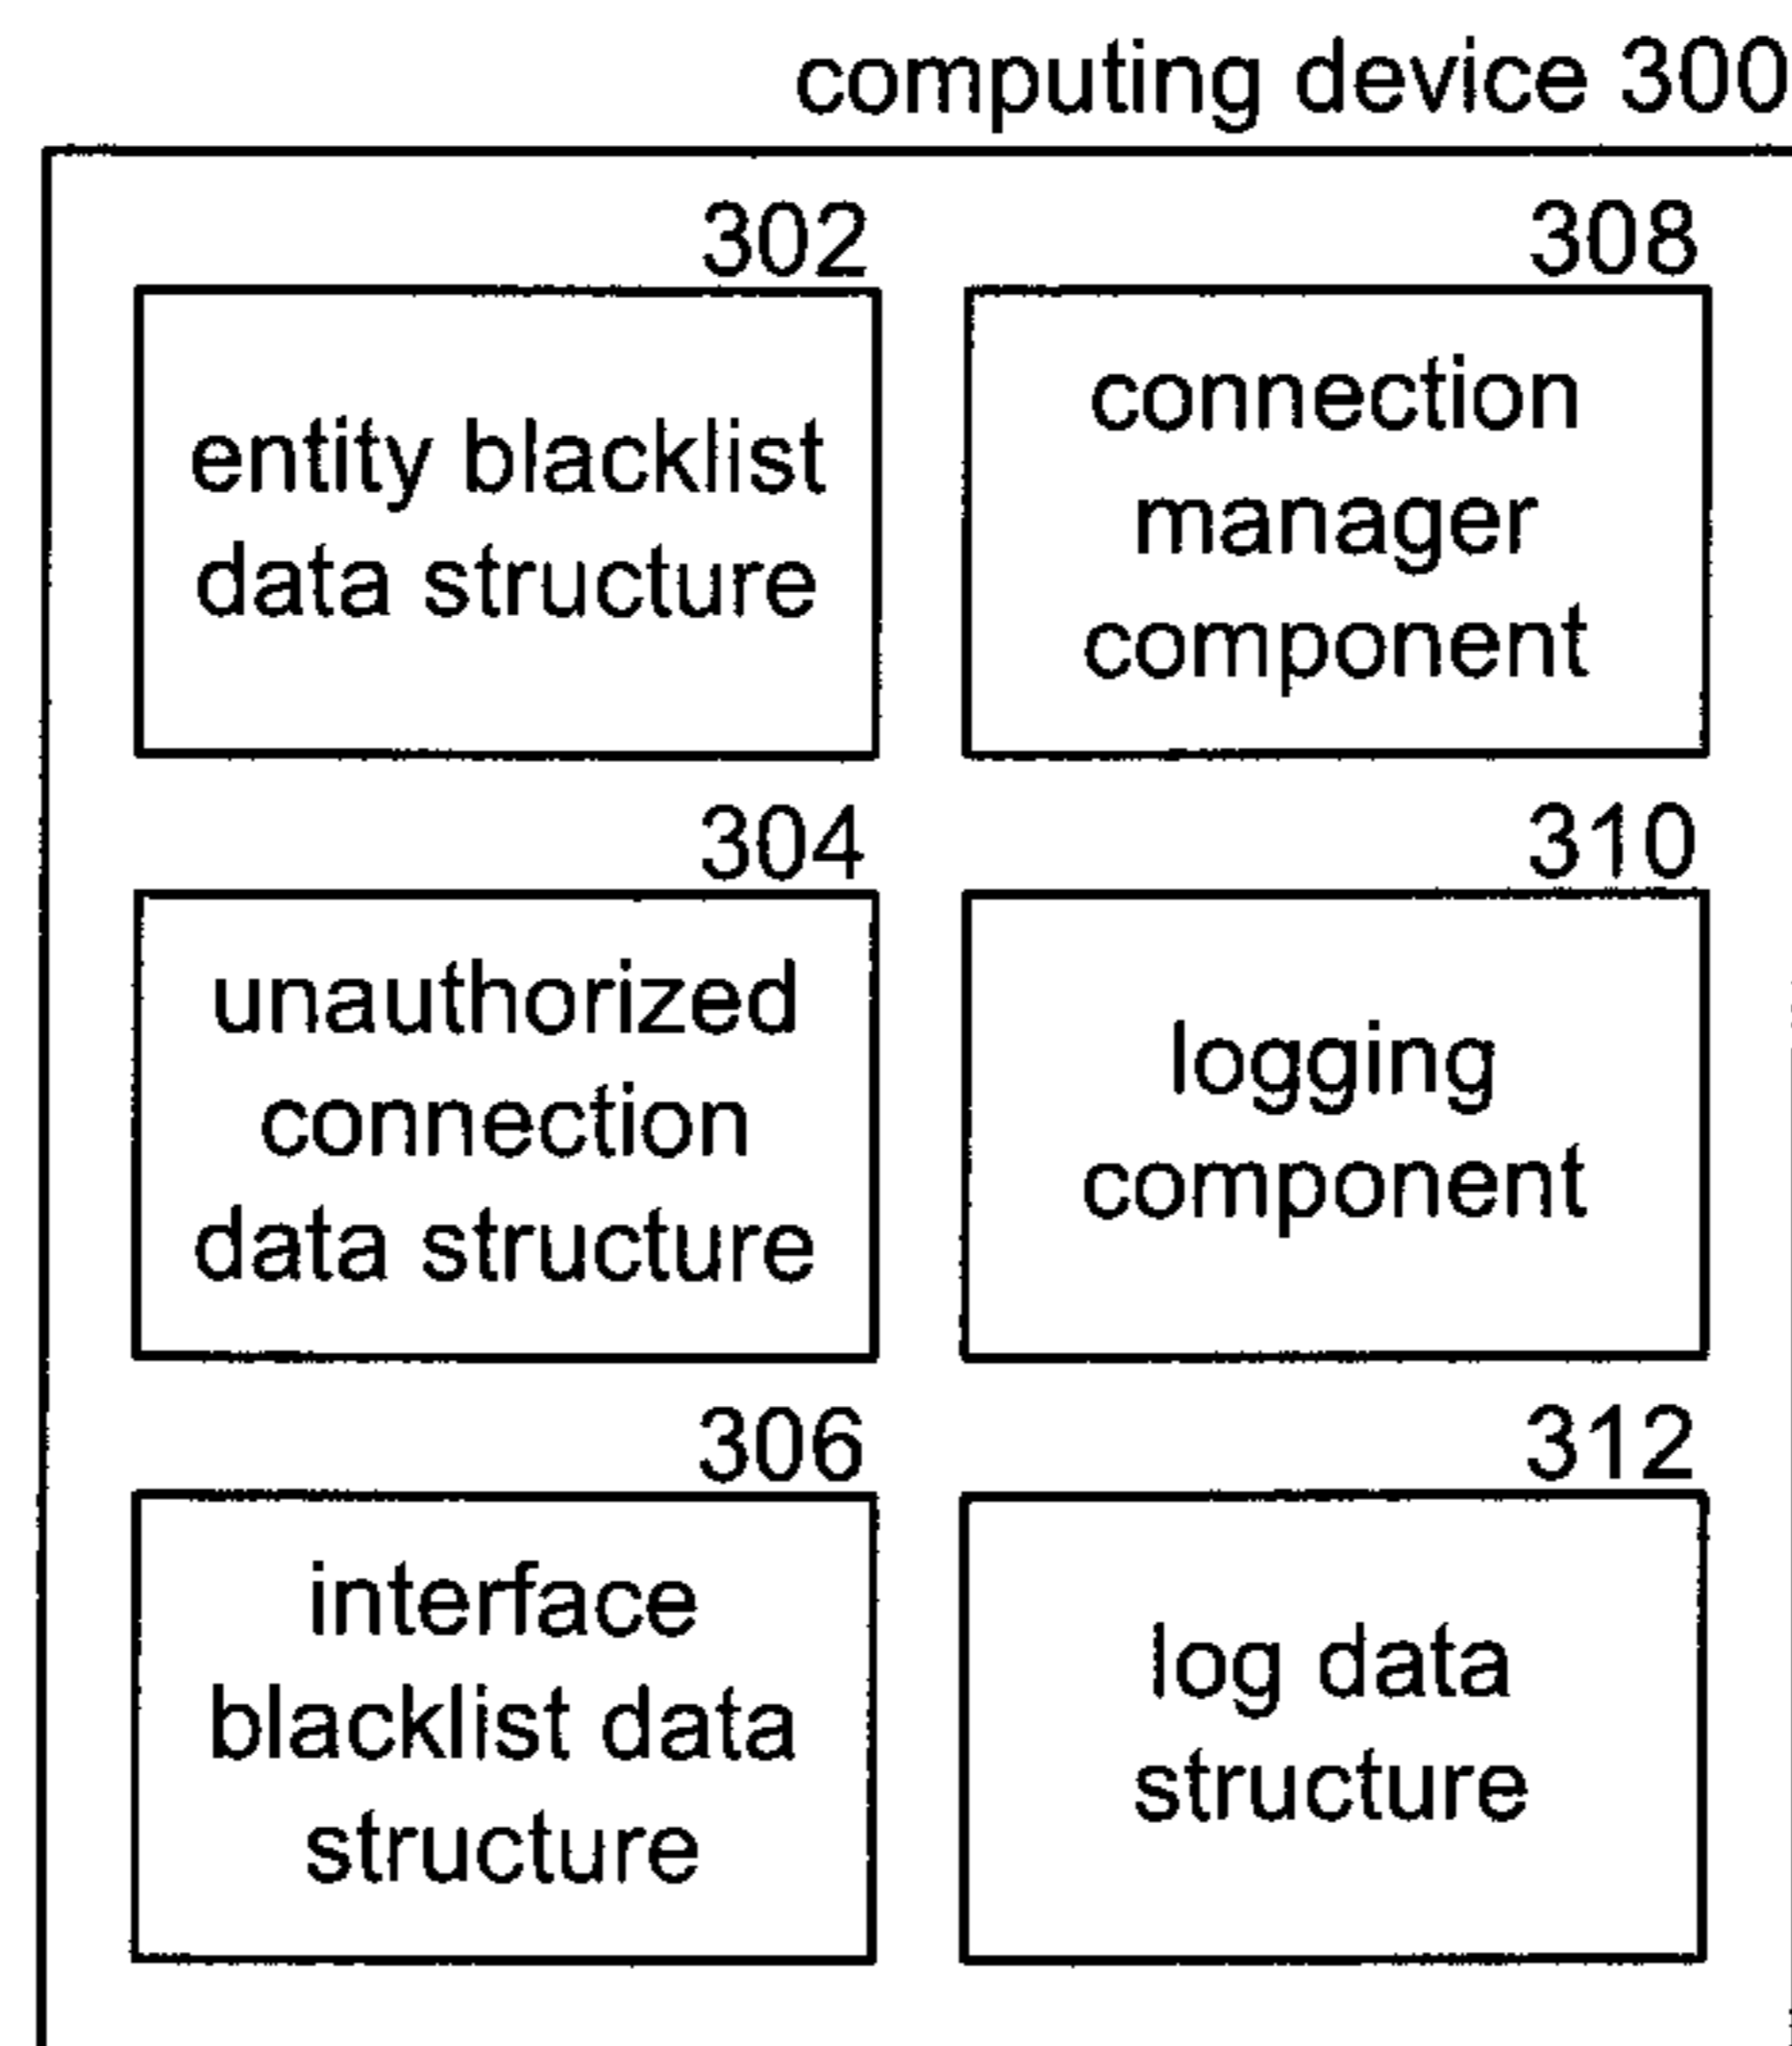 computing device 300
302
entity blacklist
data structure
308
connection
manager
component
304
unauthorized
connection
data structure
310
logging
component
306
interface
blacklist data
structure
312
log data
structure